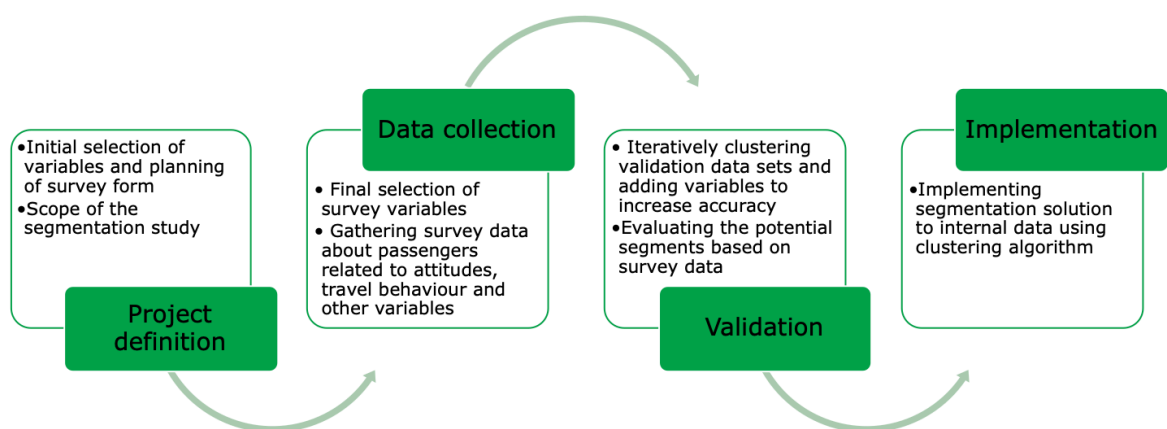 •Initial selection of
variables and planning
of survey form
•Scope of the
segmentation study
Project
definition
Data collection
• Final selection of
survey variables
• Gathering survey data
about passengers
related to attitudes,
travel behaviour and
other variables
• Iteratively clustering
validation data sets and
adding variables to
increase accuracy
•Evaluating the potential
segments based on
survey data
Validation
Implementation
•Implementing
segmentation solution
to internal data using
clustering algorithm